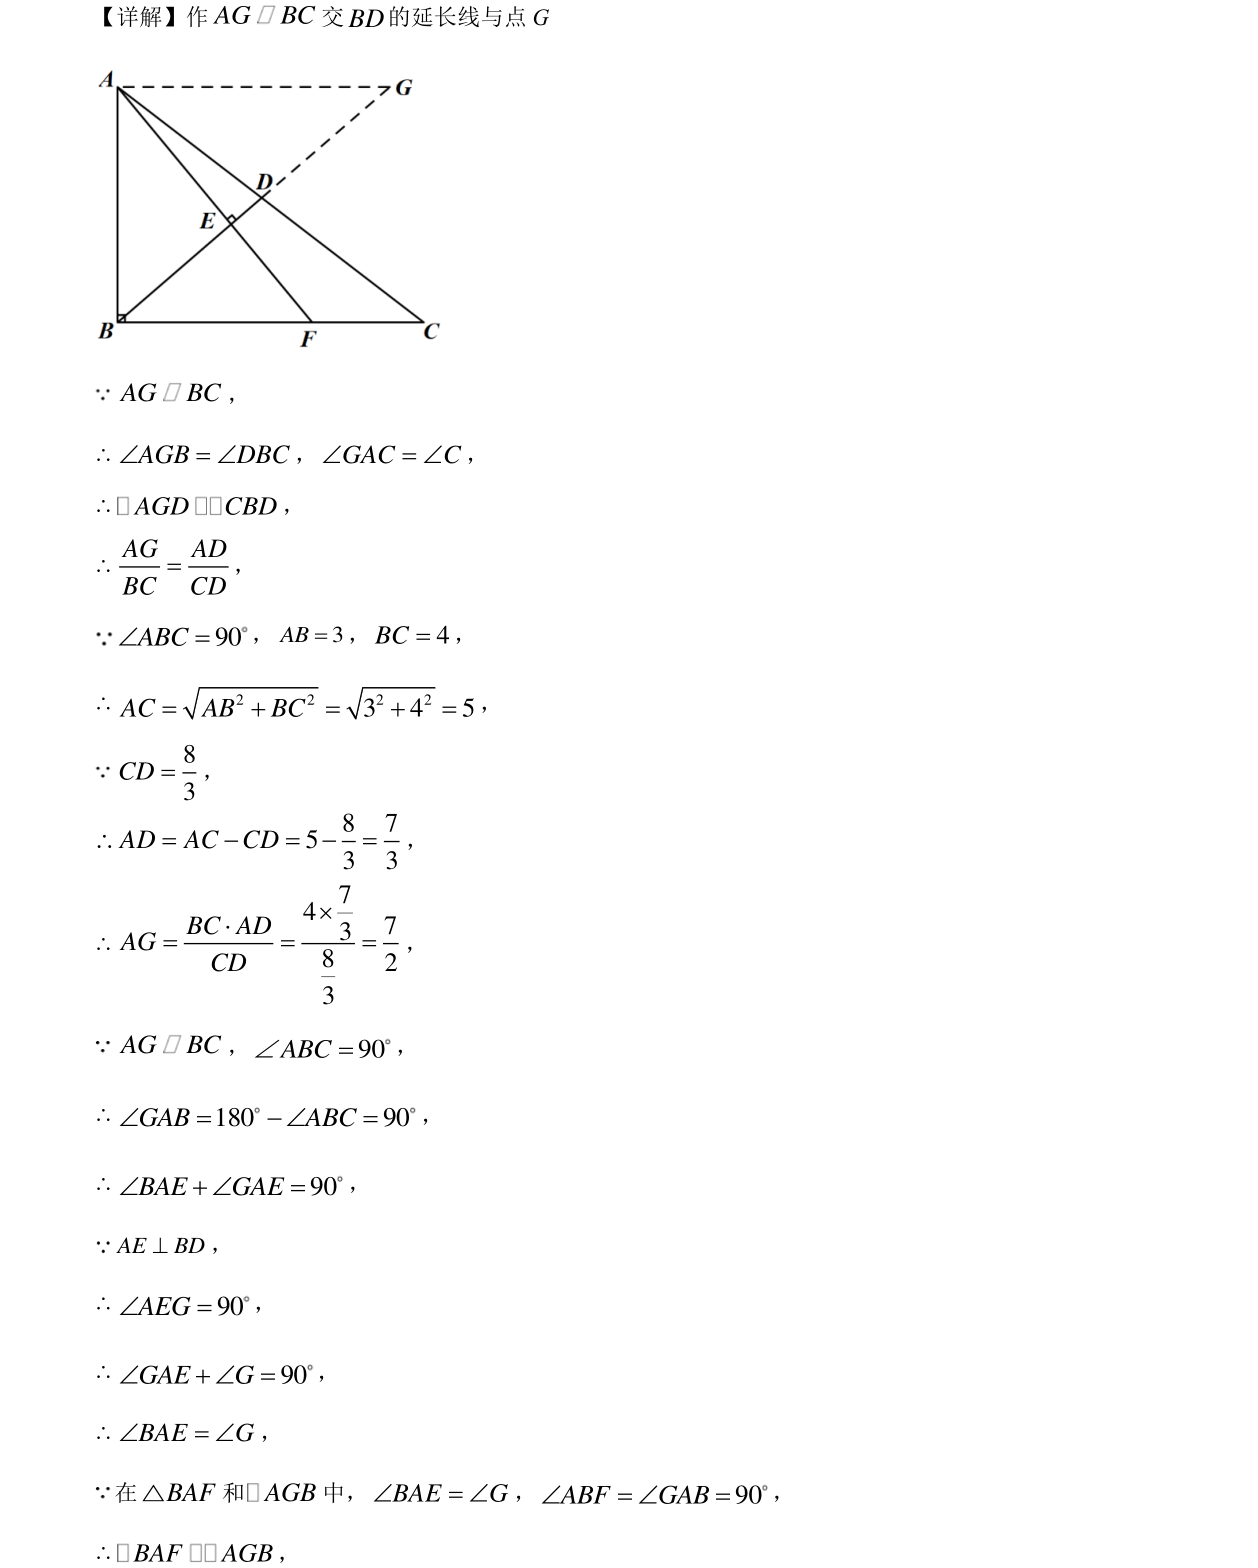 【详解】作 AG ▱ BC 交 BD 的延长线与点 G
A
G
D
E
B
F
C
∵ AG ▱ BC，
∴ ∠AGB = ∠DBC， ∠GAC = ∠C，
∴ □ AGD □□ CBD，
∴ AG/BC = AD/CD，
∵ ∠ABC = 90°， AB = 3， BC = 4，
∴ AC = √(AB² + BC²) = √(3² + 4²) = 5，
∵ CD = 8/3，
∴ AD = AC − CD = 5 − 8/3 = 7/3，
∴ AG = (BC · AD)/CD = (4 × 7/3)/(8/3) = 7/2，
∵ AG ▱ BC， ∠ABC = 90°，
∴ ∠GAB = 180° − ∠ABC = 90°，
∴ ∠BAE + ∠GAE = 90°，
∵ AE ⊥ BD，
∴ ∠AEG = 90°，
∴ ∠GAE + ∠G = 90°，
∴ ∠BAE = ∠G，
∵ 在 △BAF 和 □ AGB 中， ∠BAE = ∠G， ∠ABF = ∠GAB = 90°，
∴ □ BAF □□ AGB，